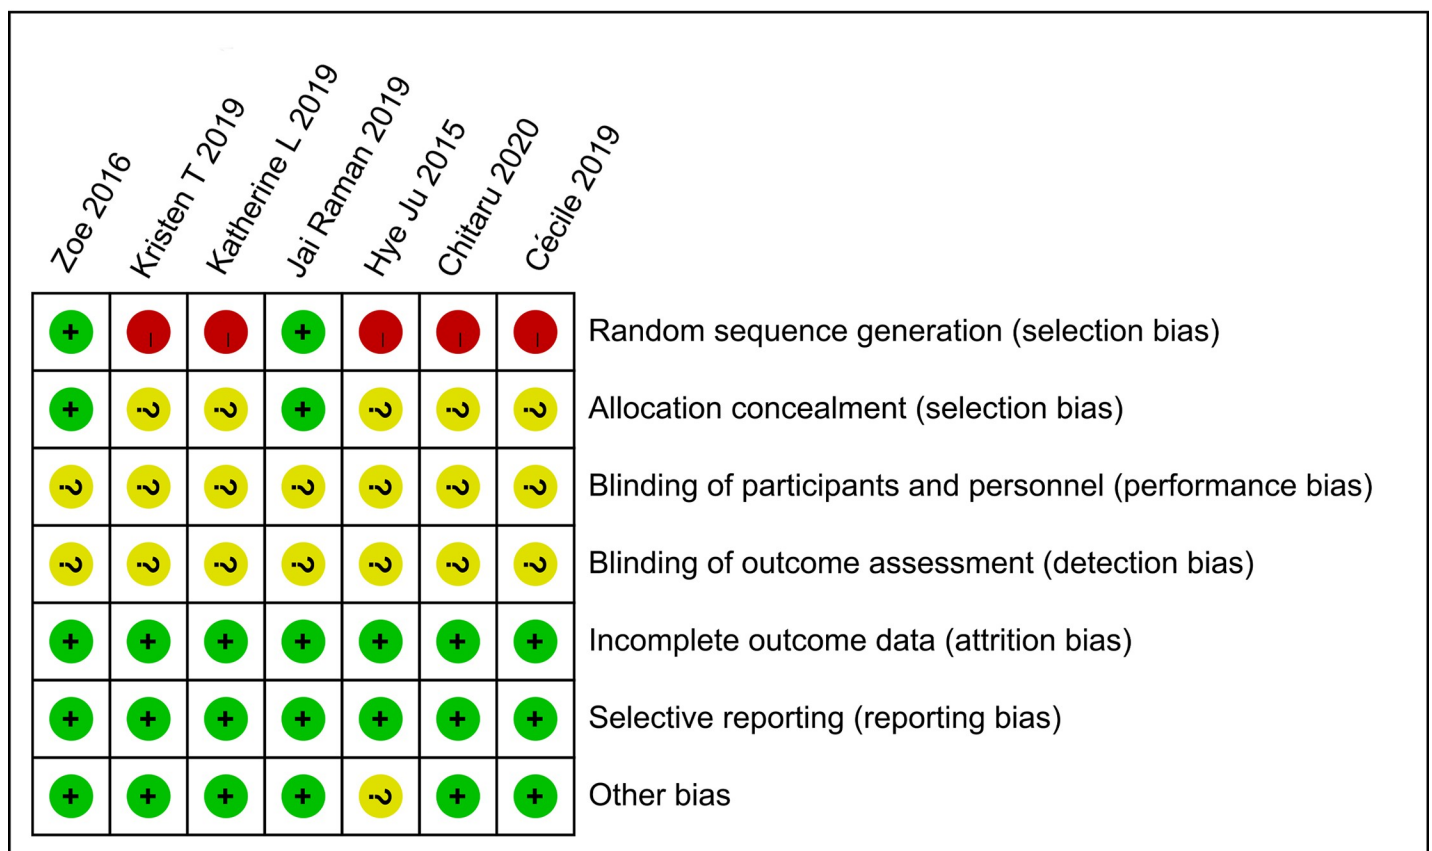 Zoe 2016
Kristen T 2019
Katherine L 2019
Jai Raman 2019
Hye Ju 2015
Chitaru 2020
Cécile 2019
+ – – + – – – Random sequence generation (selection bias)
+ ? ? + ? ? ? Allocation concealment (selection bias)
? ? ? ? ? ? ? Blinding of participants and personnel (performance bias)
? ? ? ? ? ? ? Blinding of outcome assessment (detection bias)
+ + + + + + + Incomplete outcome data (attrition bias)
+ + + + + + + Selective reporting (reporting bias)
+ + + + ? + + Other bias